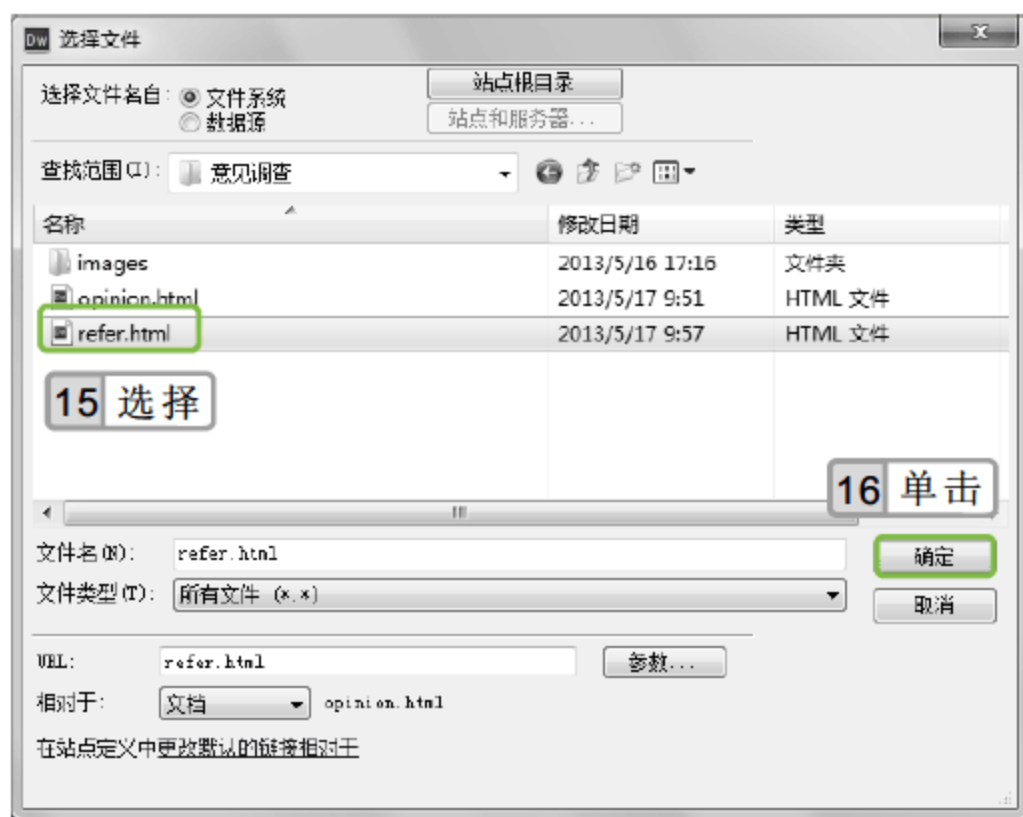 Dw 选择文件
x
选择文件名自: 文件系统
数据源
站点根目录
站点和服务器...
查找范围(I): 意见调查
名称 修改日期 类型
images 2013/5/16 17:16 文件夹
opinion.html 2013/5/17 9:51 HTML 文件
refer.html 2013/5/17 9:57 HTML 文件
15 选择
16 单击
文件名(N): refer.html 确定
文件类型(T): 所有文件 (*.*) 取消
URL: refer.html 参数...
相对于: 文档 opinion.html
在站点定义中更改默认的链接相对于